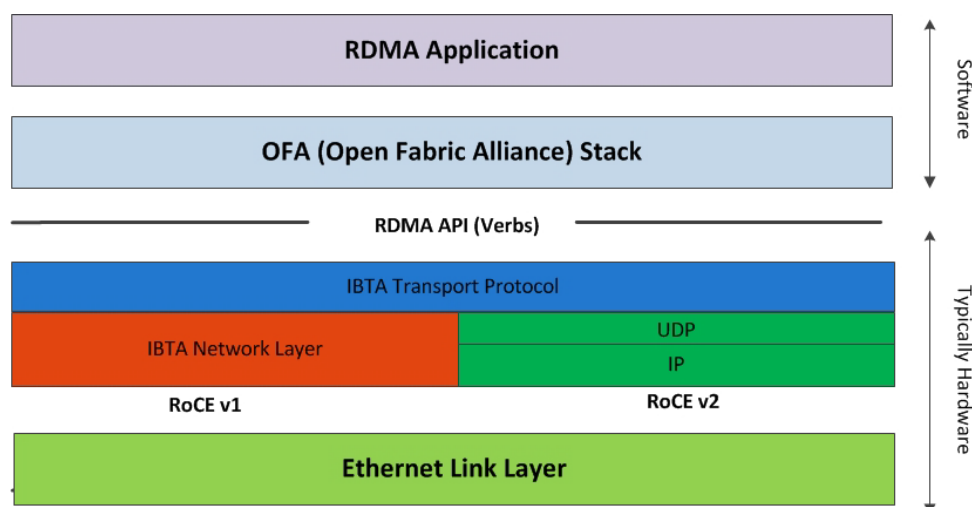 RDMA Application
OFA (Open Fabric Alliance) Stack
Software
RDMA API (Verbs)
IBTA Transport Protocol
IBTA Network Layer
UDP
IP
RoCE v1
RoCE v2
Typically Hardware
Ethernet Link Layer